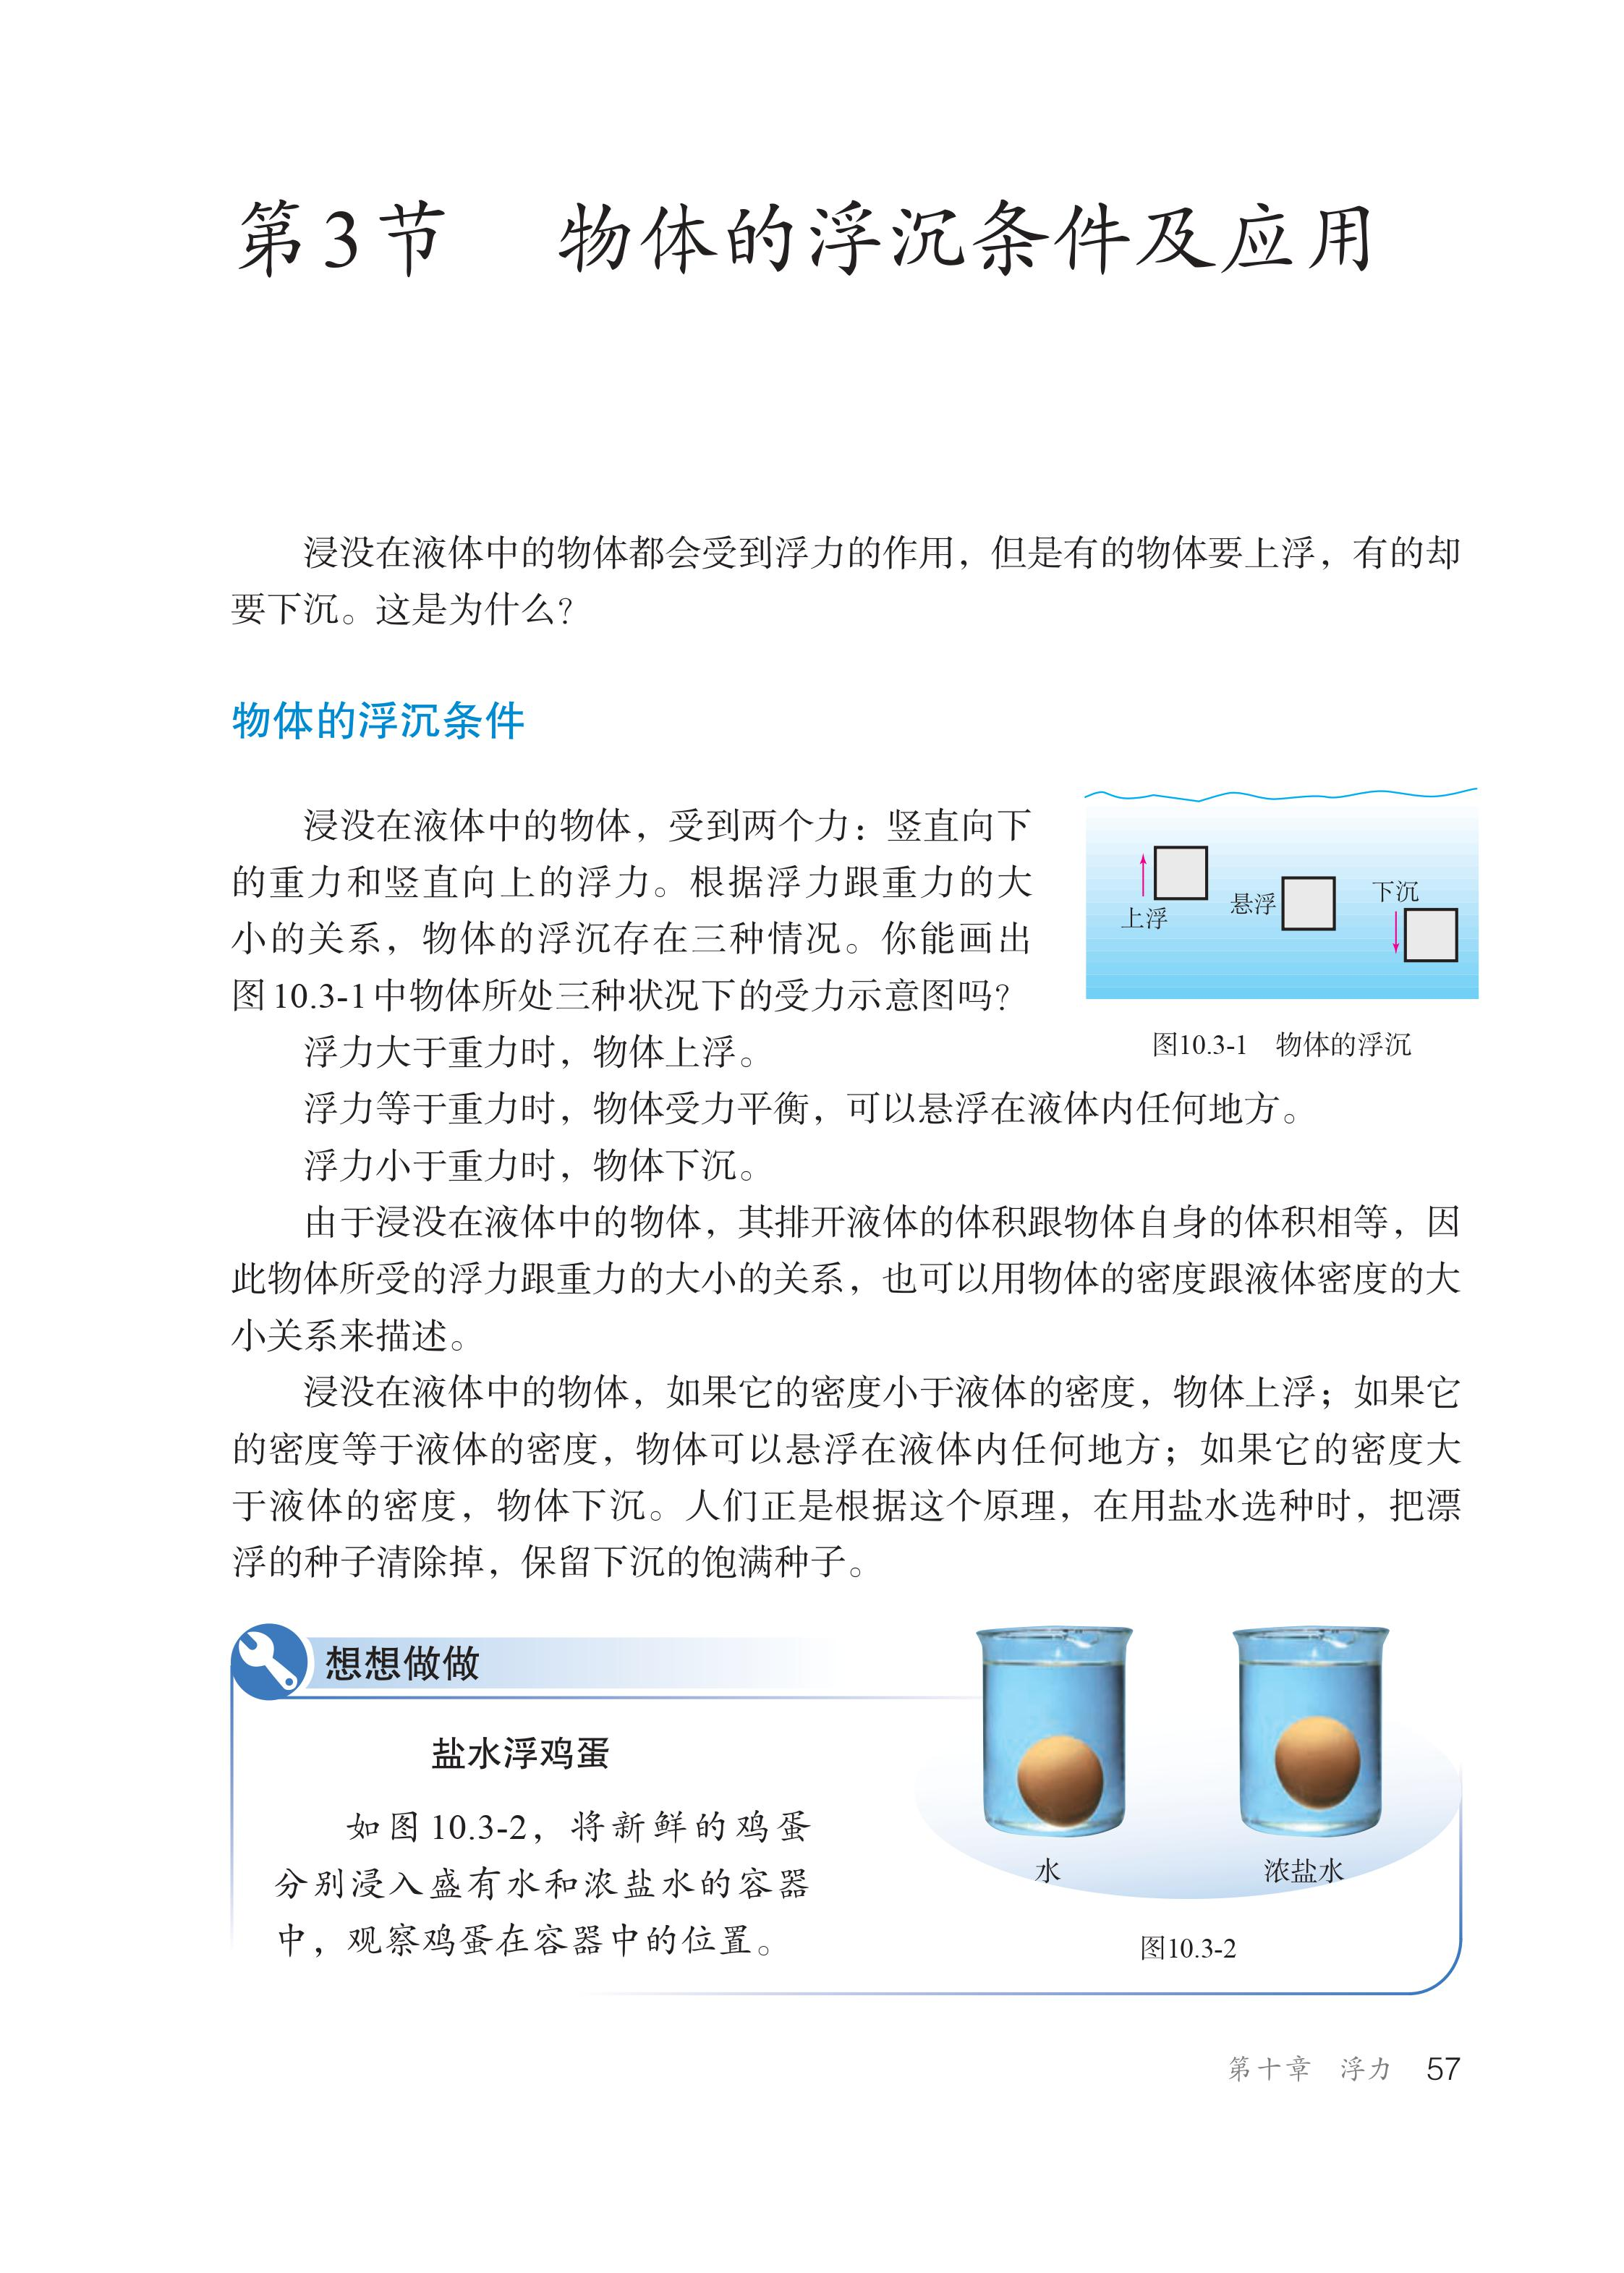 第3节 物体的浮沉条件及应用
浸没在液体中的物体都会受到浮力的作用，但是有的物体要上浮，有的却
要下沉。这是为什么？
物体的浮沉条件
浸没在液体中的物体，受到两个力：竖直向下
的重力和竖直向上的浮力。根据浮力跟重力的大
小的关系，物体的浮沉存在三种情况。你能画出
图10.3-1中物体所处三种状况下的受力示意图吗？
上浮
悬浮
下沉
图10.3-1 物体的浮沉
浮力大于重力时，物体上浮。
浮力等于重力时，物体受力平衡，可以悬浮在液体内任何地方。
浮力小于重力时，物体下沉。
由于浸没在液体中的物体，其排开液体的体积跟物体自身的体积相等，因
此物体所受的浮力跟重力的大小的关系，也可以用物体的密度跟液体密度的大
小关系来描述。
浸没在液体中的物体，如果它的密度小于液体的密度，物体上浮；如果它
的密度等于液体的密度，物体可以悬浮在液体内任何地方；如果它的密度大
于液体的密度，物体下沉。人们正是根据这个原理，在用盐水选种时，把漂
浮的种子清除掉，保留下沉的饱满种子。
想想做做
盐水浮鸡蛋
如图10.3-2，将新鲜的鸡蛋
分别浸入盛有水和浓盐水的容器
中，观察鸡蛋在容器中的位置。
水
浓盐水
图10.3-2
第十章 浮力 57